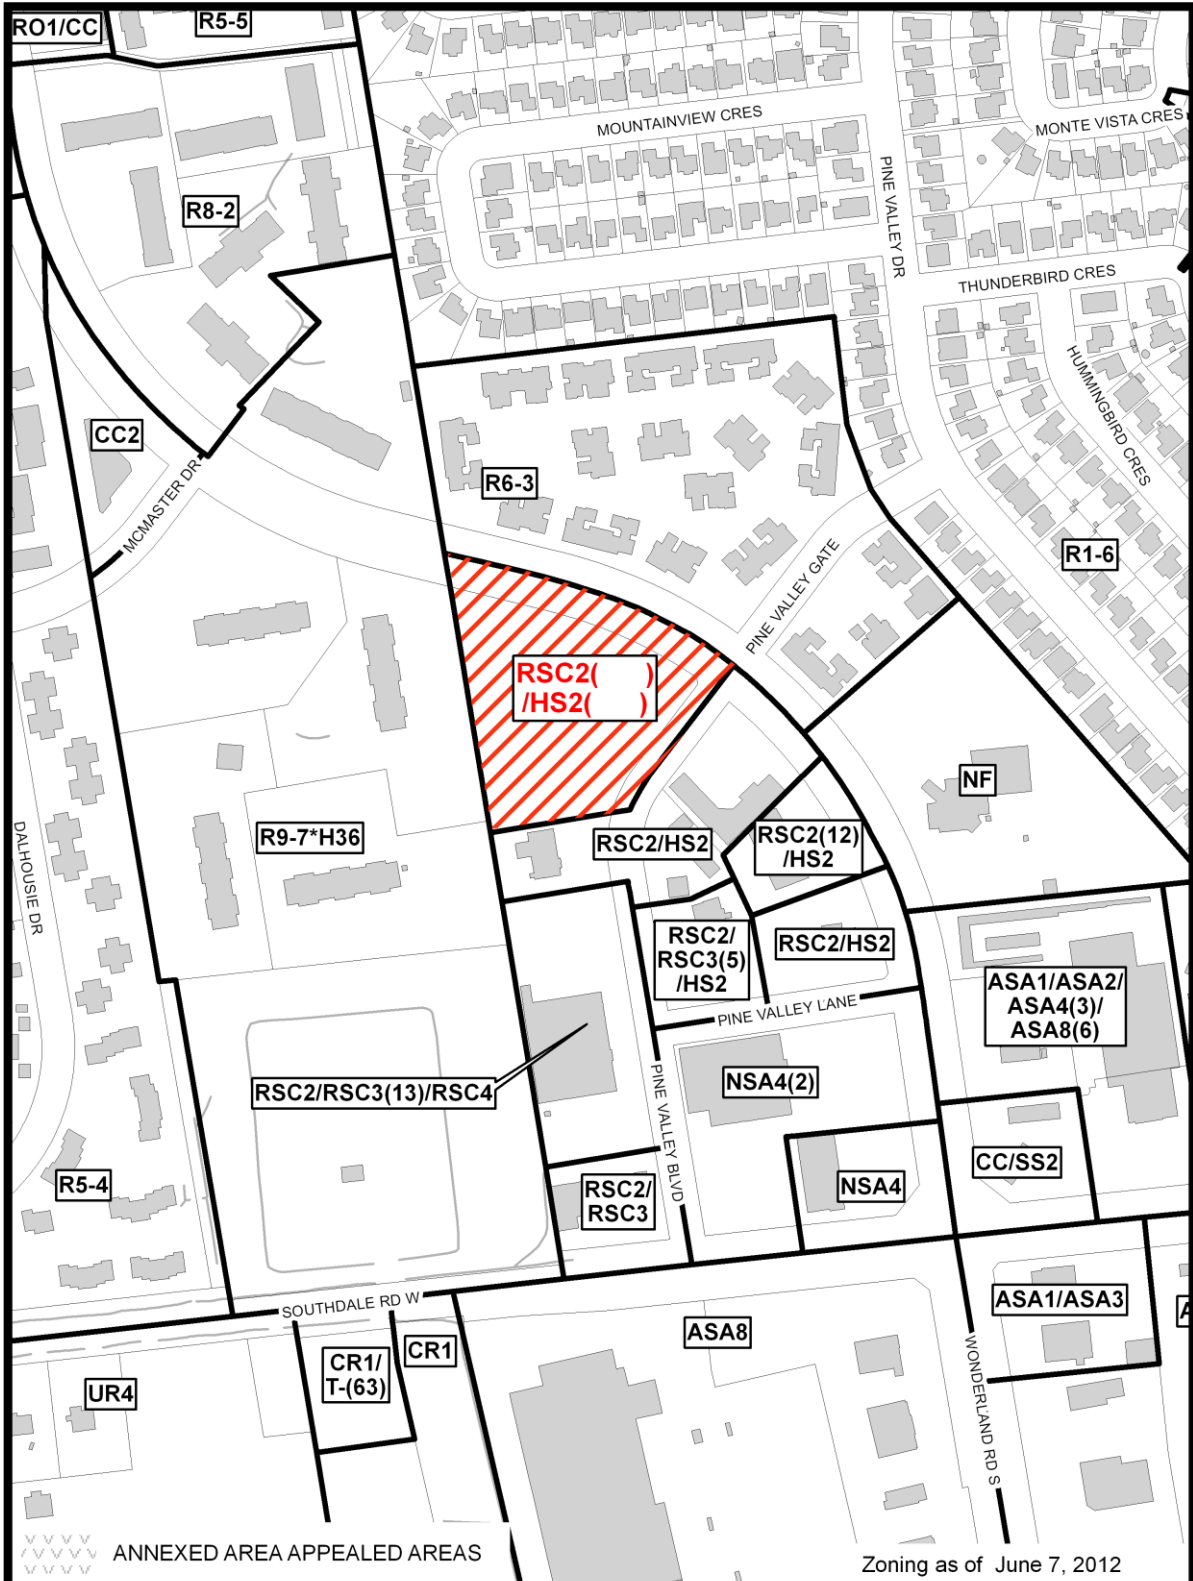 RO1/CC
R5-5
MOUNTAINVIEW CRES
MONTE VISTA CRES
PINE VALLEY DR
R8-2
THUNDERBIRD CRES
HUMMINGBIRD CRES
CC2
MCMASTER DR
R6-3
PINE VALLEY GATE
R1-6
RSC2( )
/HS2( )
NF
DALHOUSIE DR
R9-7*H36
RSC2/HS2
RSC2(12)
/HS2
RSC2/
RSC3(5)
/HS2
RSC2/HS2
ASA1/ASA2/
ASA4(3)/
ASA8(6)
PINE VALLEY LANE
RSC2/RSC3(13)/RSC4
PINE VALLEY BLVD
NSA4(2)
CC/SS2
R5-4
RSC2/
RSC3
NSA4
SOUTHDALE RD W
ASA1/ASA3
A
CR1/
T-(63)
CR1
ASA8
WONDERLAND RD S
UR4
ANNEXED AREA APPEALED AREAS
Zoning as of June 7, 2012